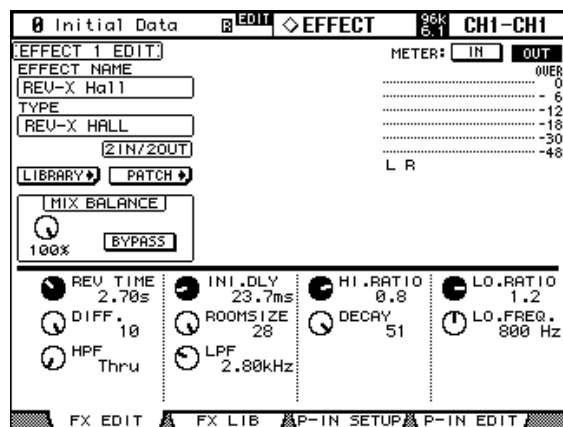 0 Initial Data R EDIT ◇EFFECT 96k 6.1 CH1-CH1
EFFECT 1 EDIT
METER: IN OUT
EFFECT NAME
REV-X Hall
TYPE
REV-X HALL
2IN/2OUT
LIBRARY PATCH
OVER
0
- 6
-12
-18
-30
-48
L R
MIX BALANCE
100%
BYPASS
REV TIME 2.70s
INI.DLY 23.7ms
HI.RATIO 0.8
LO.RATIO 1.2
DIFF. 10
ROOMSIZE 28
DECAY 51
LO.FREQ. 800 Hz
HPF Thru
LPF 2.80kHz
FX EDIT FX LIB P-IN SETUP P-IN EDIT